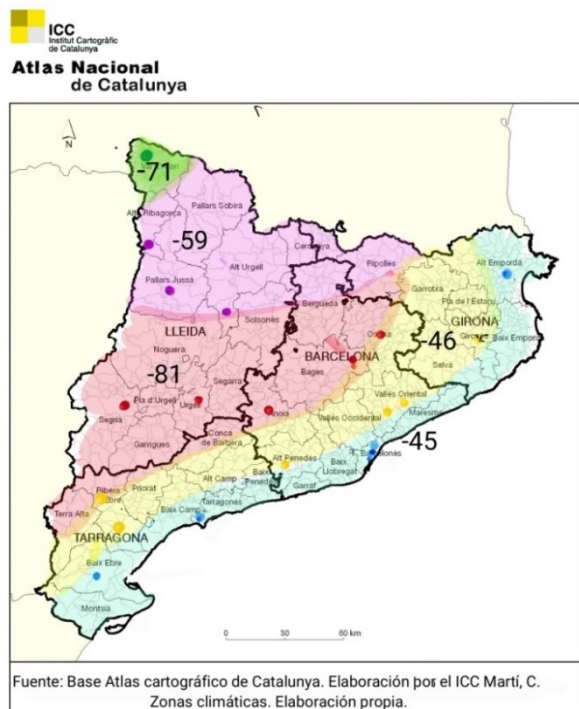 ICC
Institut Cartogràfic
de Catalunya
Atlas Nacional
de Catalunya
N
-71
Alta Ribagorça
Pallars Sobirà
-59
Cerdanya
Alt Urgell
Ripollès
Alt Empordà
Pallars Jussà
Garrotxa
Berguedà
Pla de l'Estany
Solsonès
LLEIDA
GIRONA
Noguera
Osona
-46
Baix Empordà
BARCELONA
-81
Bages
Selva
Segarra
Pla d'Urgell
Urgell
Vallès Oriental
Segrià
Anoia
Maresme
Vallès Occidental
Conca
de Barberà
-45
Garrigues
Alt Penedès
Barcelonès
Baix
Llobregat
Ribera
Priorat
Alt Camp
Baix
Penedès
Garraf
Terra Alta
Tarragonès
Baix Camp
TARRAGONA
Baix Ebre
Montsià
0 30 60 km
Fuente: Base Atlas cartográfico de Catalunya. Elaboración por el ICC Martí, C.
Zonas climáticas. Elaboración propia.